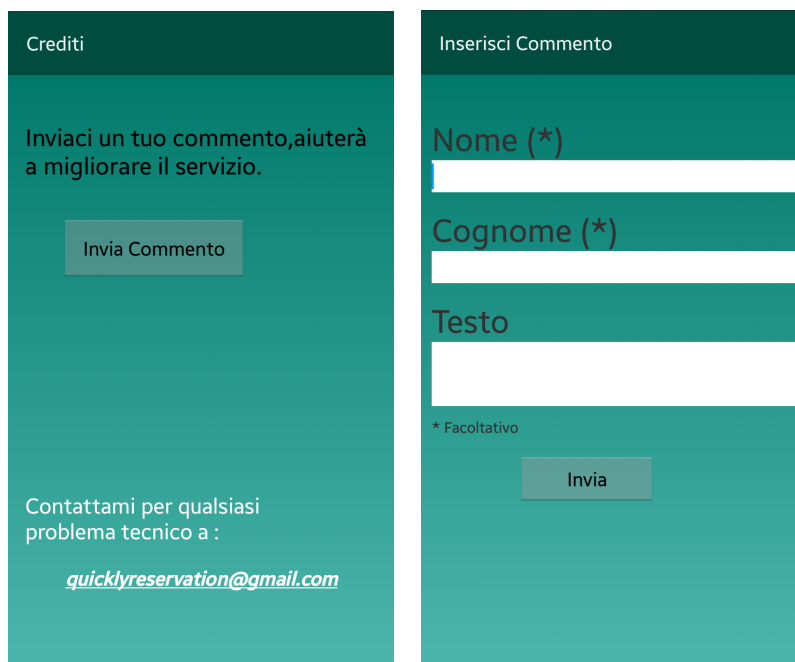 Crediti
Inviaci un tuo commento,aiuterà
a migliorare il servizio.
Invia Commento
Contattami per qualsiasi
problema tecnico a :
quicklyreservation@gmail.com
Inserisci Commento
Nome (*)
Cognome (*)
Testo
* Facoltativo
Invia